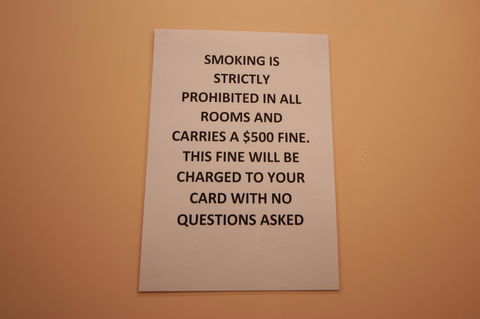 SMOKING IS
STRICTLY
PROHIBITED IN ALL
ROOMS AND
CARRIES A $500 FINE.
THIS FINE WILL BE
CHARGED TO YOUR
CARD WITH NO
QUESTIONS ASKED